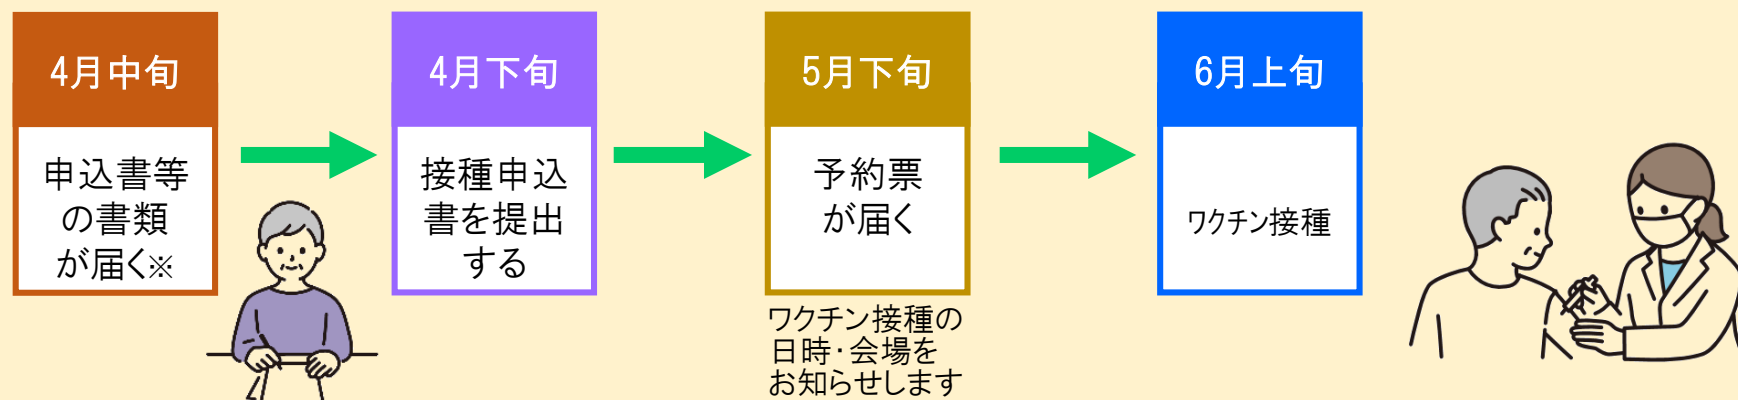 4月中旬
申込書等
の書類
が届く※
4月下旬
接種申込
書を提出
する
5月下旬
予約票
が届く
ワクチン接種の
日時・会場を
お知らせします
6月上旬
ワクチン接種